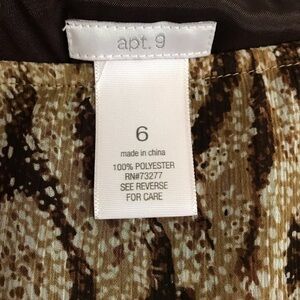 apt.9
6
made in china
100% POLYESTER
RN#73277
SEE REVERSE
FOR CARE